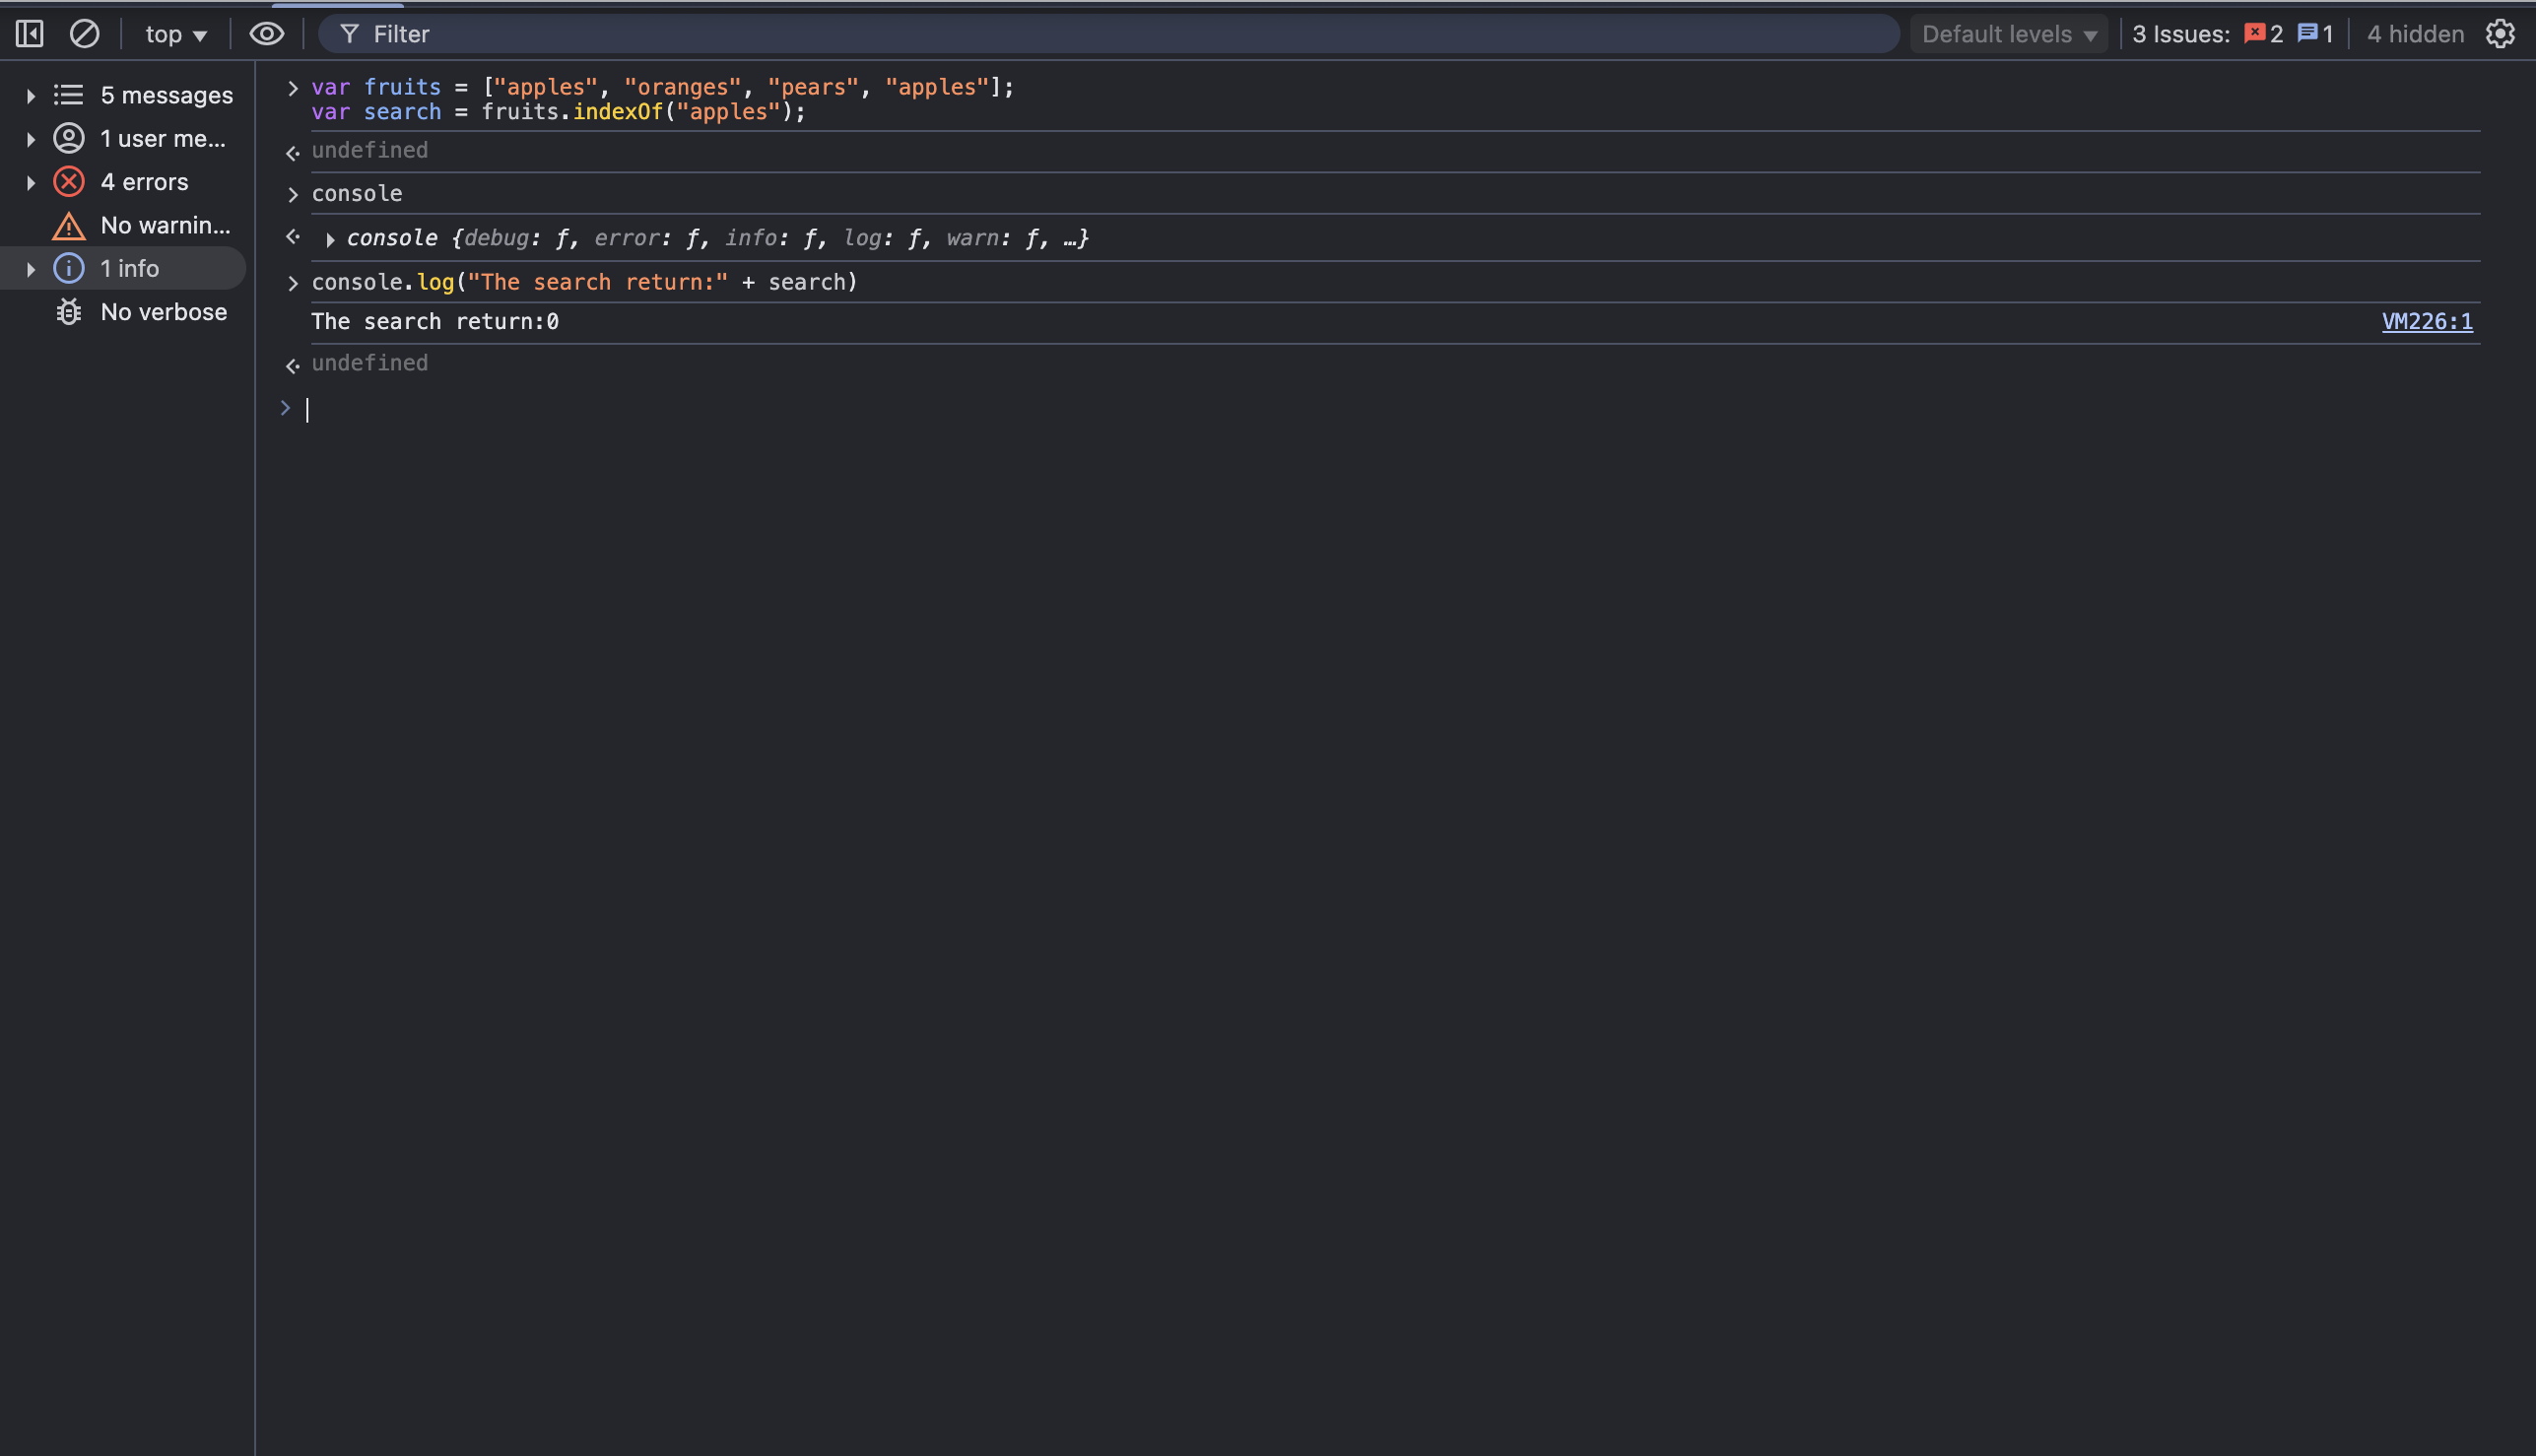 top Filter Default levels 3 Issues: 2 1 4 hidden
5 messages
1 user me...
4 errors
No warnin...
1 info
No verbose
var fruits = ["apples", "oranges", "pears", "apples"];
var search = fruits.indexOf("apples");
undefined
console
console {debug: ƒ, error: ƒ, info: ƒ, log: ƒ, warn: ƒ, …}
console.log("The search return:" + search)
The search return:0 VM226:1
undefined